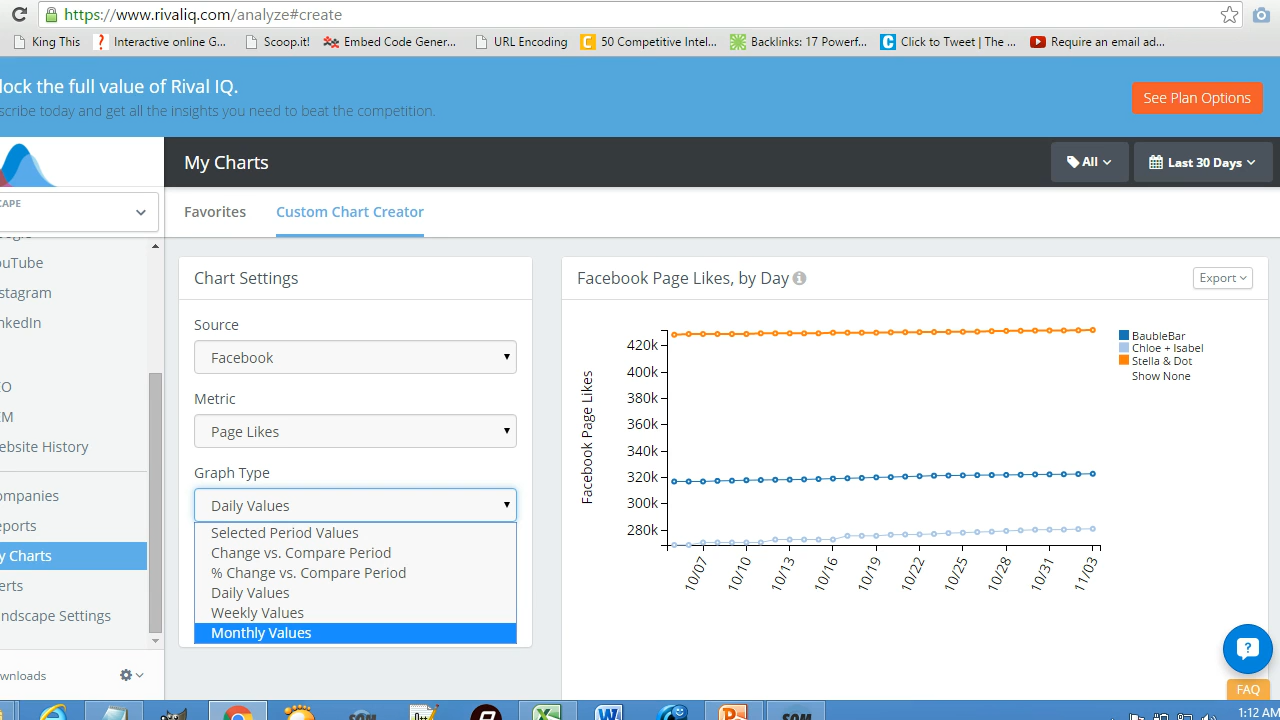 https://www.rivaliq.com/analyze#create
King This
Interactive online G...
Scoop.it!
Embed Code Gener...
URL Encoding
50 Competitive Intel...
Backlinks: 17 Powerf...
Click to Tweet | The ...
Require an email ad...
lock the full value of Rival IQ.
scribe today and get all the insights you need to beat the competition.
See Plan Options
My Charts
All
Last 30 Days
CAPE
Favorites
Custom Chart Creator
ouTube
stagram
nkedIn
EO
EM
ebsite History
ompanies
eports
y Charts
erts
ndscape Settings
wnloads
Chart Settings
Source
Facebook
Metric
Page Likes
Graph Type
Daily Values
Selected Period Values
Change vs. Compare Period
% Change vs. Compare Period
Daily Values
Weekly Values
Monthly Values
Facebook Page Likes, by Day
Export
Facebook Page Likes
420k
400k
380k
360k
340k
320k
300k
280k
10/07
10/10
10/13
10/16
10/19
10/22
10/25
10/28
10/31
11/03
BaubleBar
Chloe + Isabel
Stella & Dot
Show None
FAQ
1:12 AM